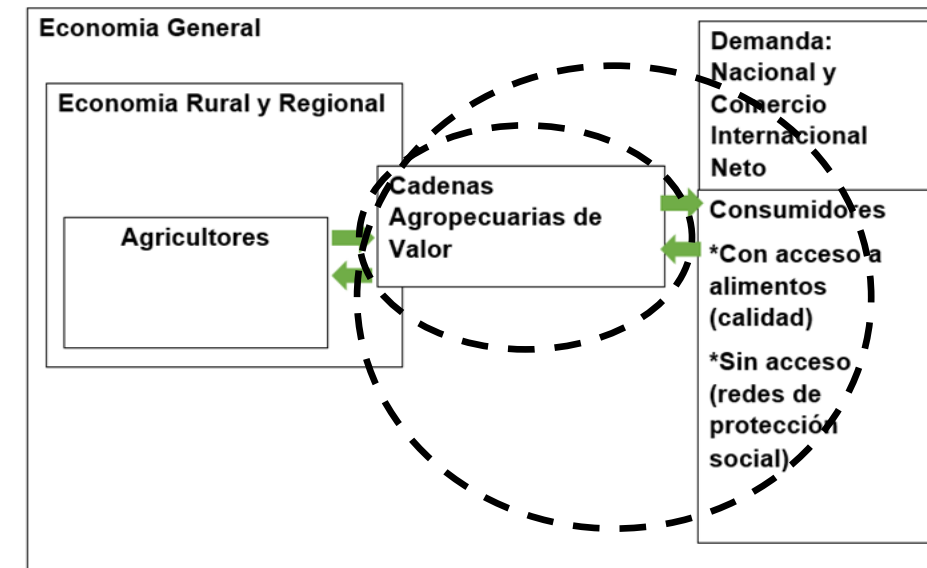 Economia General
Economia Rural y Regional
Agricultores
Cadenas
Agropecuarias de
Valor
Demanda:
Nacional y
Comercio
Internacional
Neto
Consumidores
*Con acceso a
alimentos
(calidad)
*Sin acceso
(redes de
protección
social)